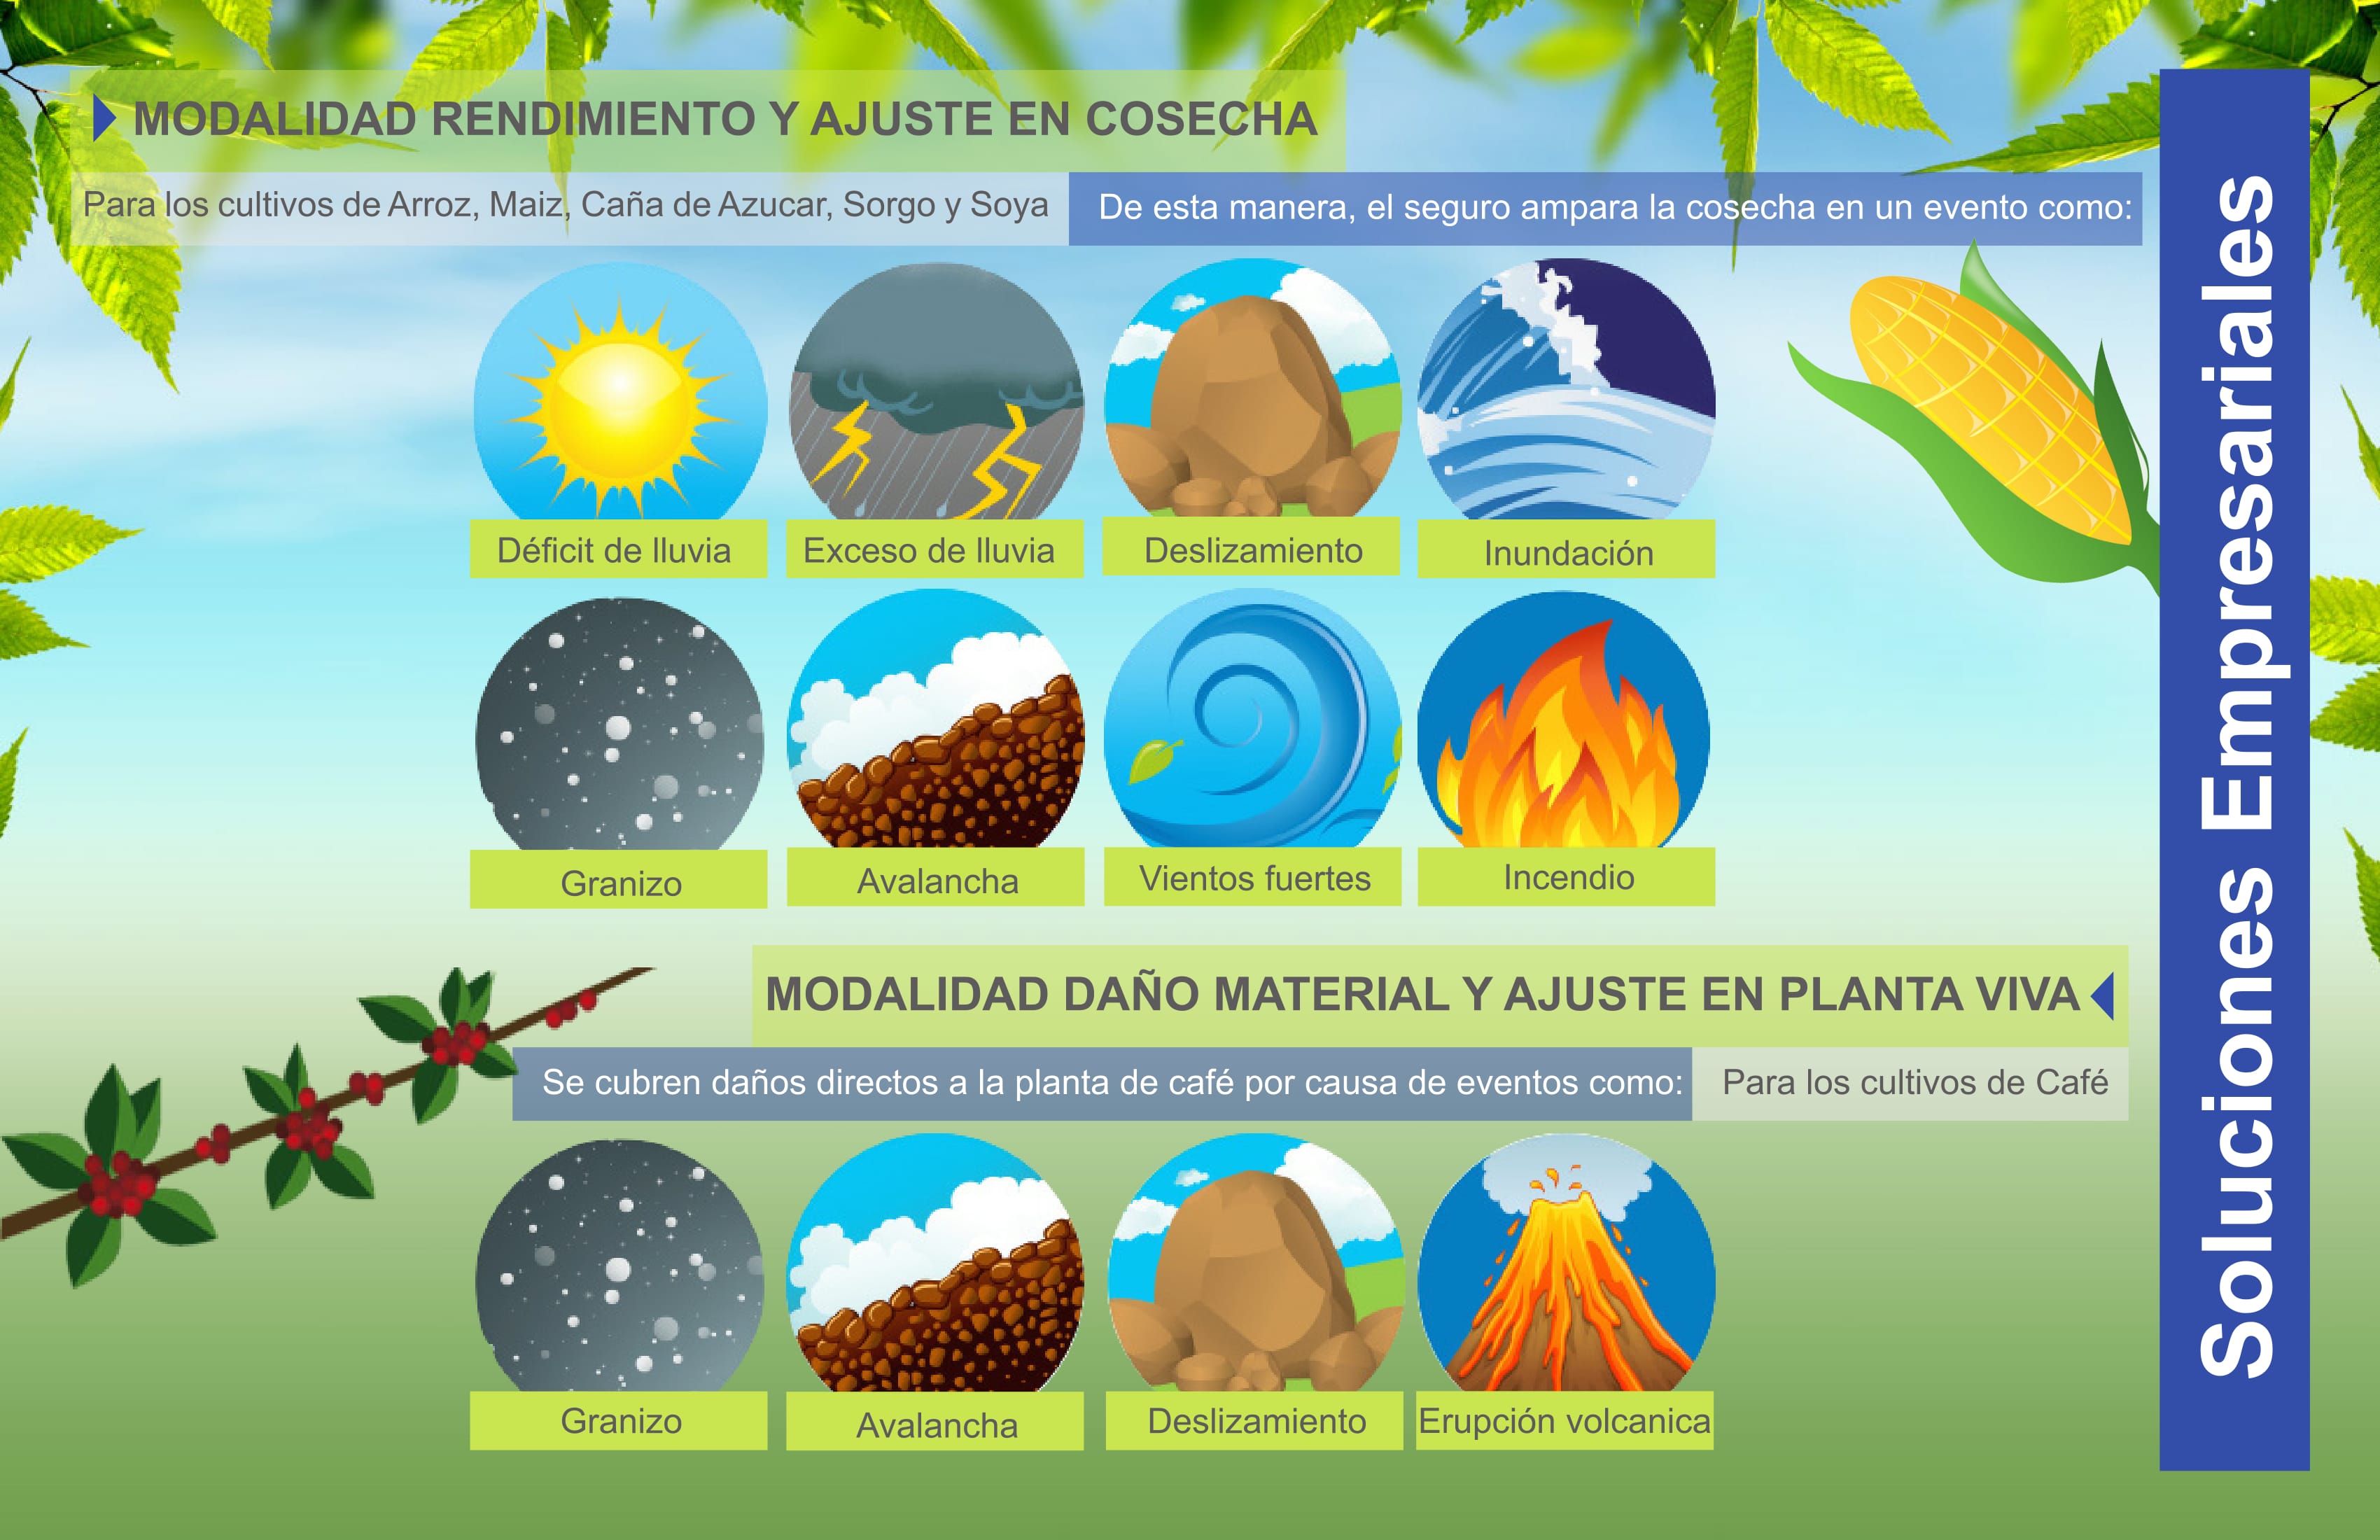 MODALIDAD RENDIMIENTO Y AJUSTE EN COSECHA
Para los cultivos de Arroz, Maiz, Caña de Azucar, Sorgo y Soya
De esta manera, el seguro ampara la cosecha en un evento como:
Déficit de lluvia
Exceso de lluvia
Deslizamiento
Inundación
Granizo
Avalancha
Vientos fuertes
Incendio
MODALIDAD DAÑO MATERIAL Y AJUSTE EN PLANTA VIVA
Se cubren daños directos a la planta de café por causa de eventos como:
Para los cultivos de Café
Granizo
Avalancha
Deslizamiento
Erupción volcanica
Soluciones Empresariales